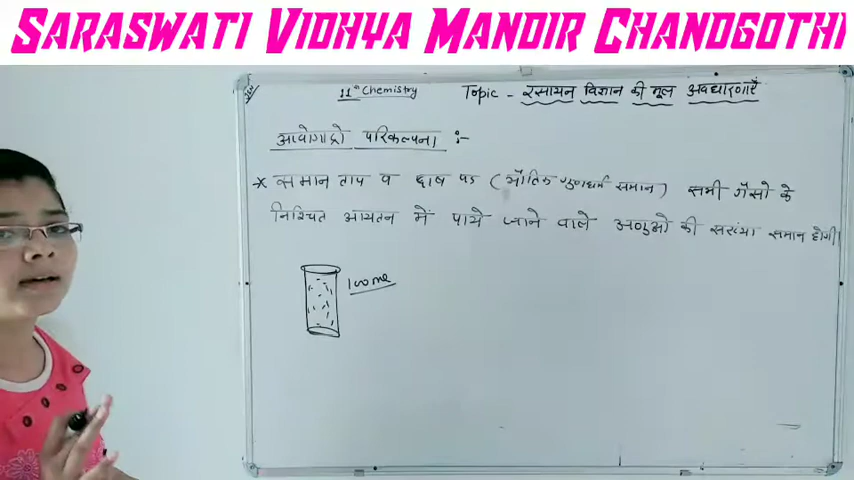 SARASWATI VIDHYA MANDIR CHANDGOTHI
11th Chemistry Topic - रसायन विज्ञान की मूल अवधारणाएँ
आवोगाद्रो परिकल्पना :-
* समान ताप व दाब पर (भौतिक गुणधर्म समान) सभी गैसो के
निश्चित आयतन में पाये जाने वाले अणुओ की संख्या समान होगी।
100 ml